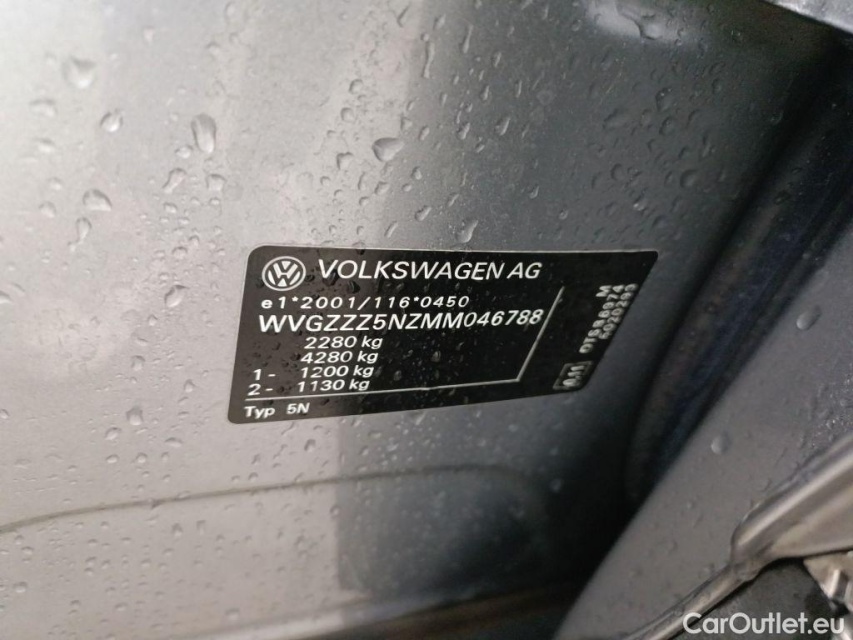 VOLKSWAGEN AG
e1*2001/116*0450
WVGZZZ5NZMM046788
2280 kg
4280 kg
1- 1200 kg
2- 1130 kg
Typ 5N
M
A11
CarOutlet.eu